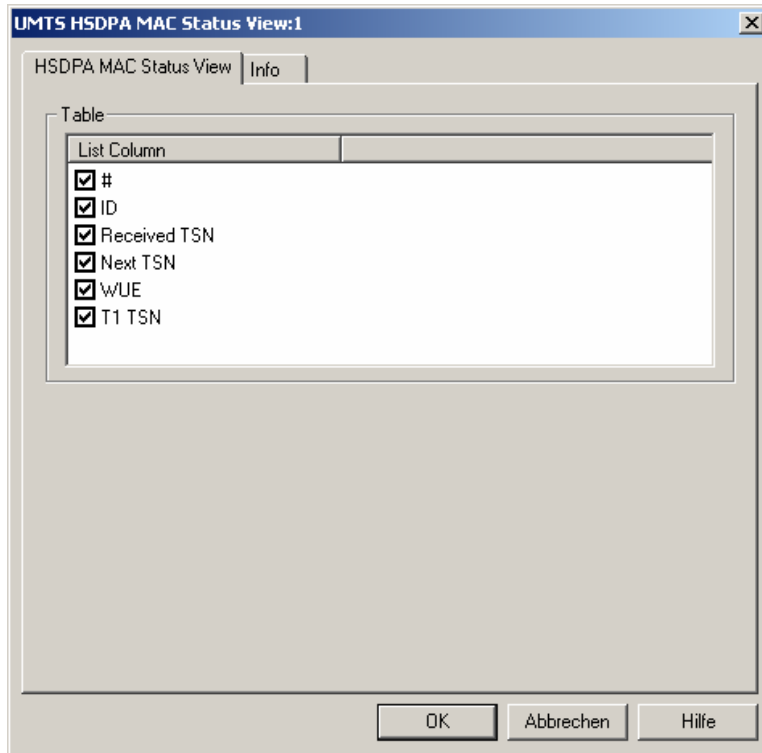 UMTS HSDPA MAC Status View:1
HSDPA MAC Status View Info
Table
List Column
#
ID
Received TSN
Next TSN
WUE
T1 TSN
OK Abbrechen Hilfe